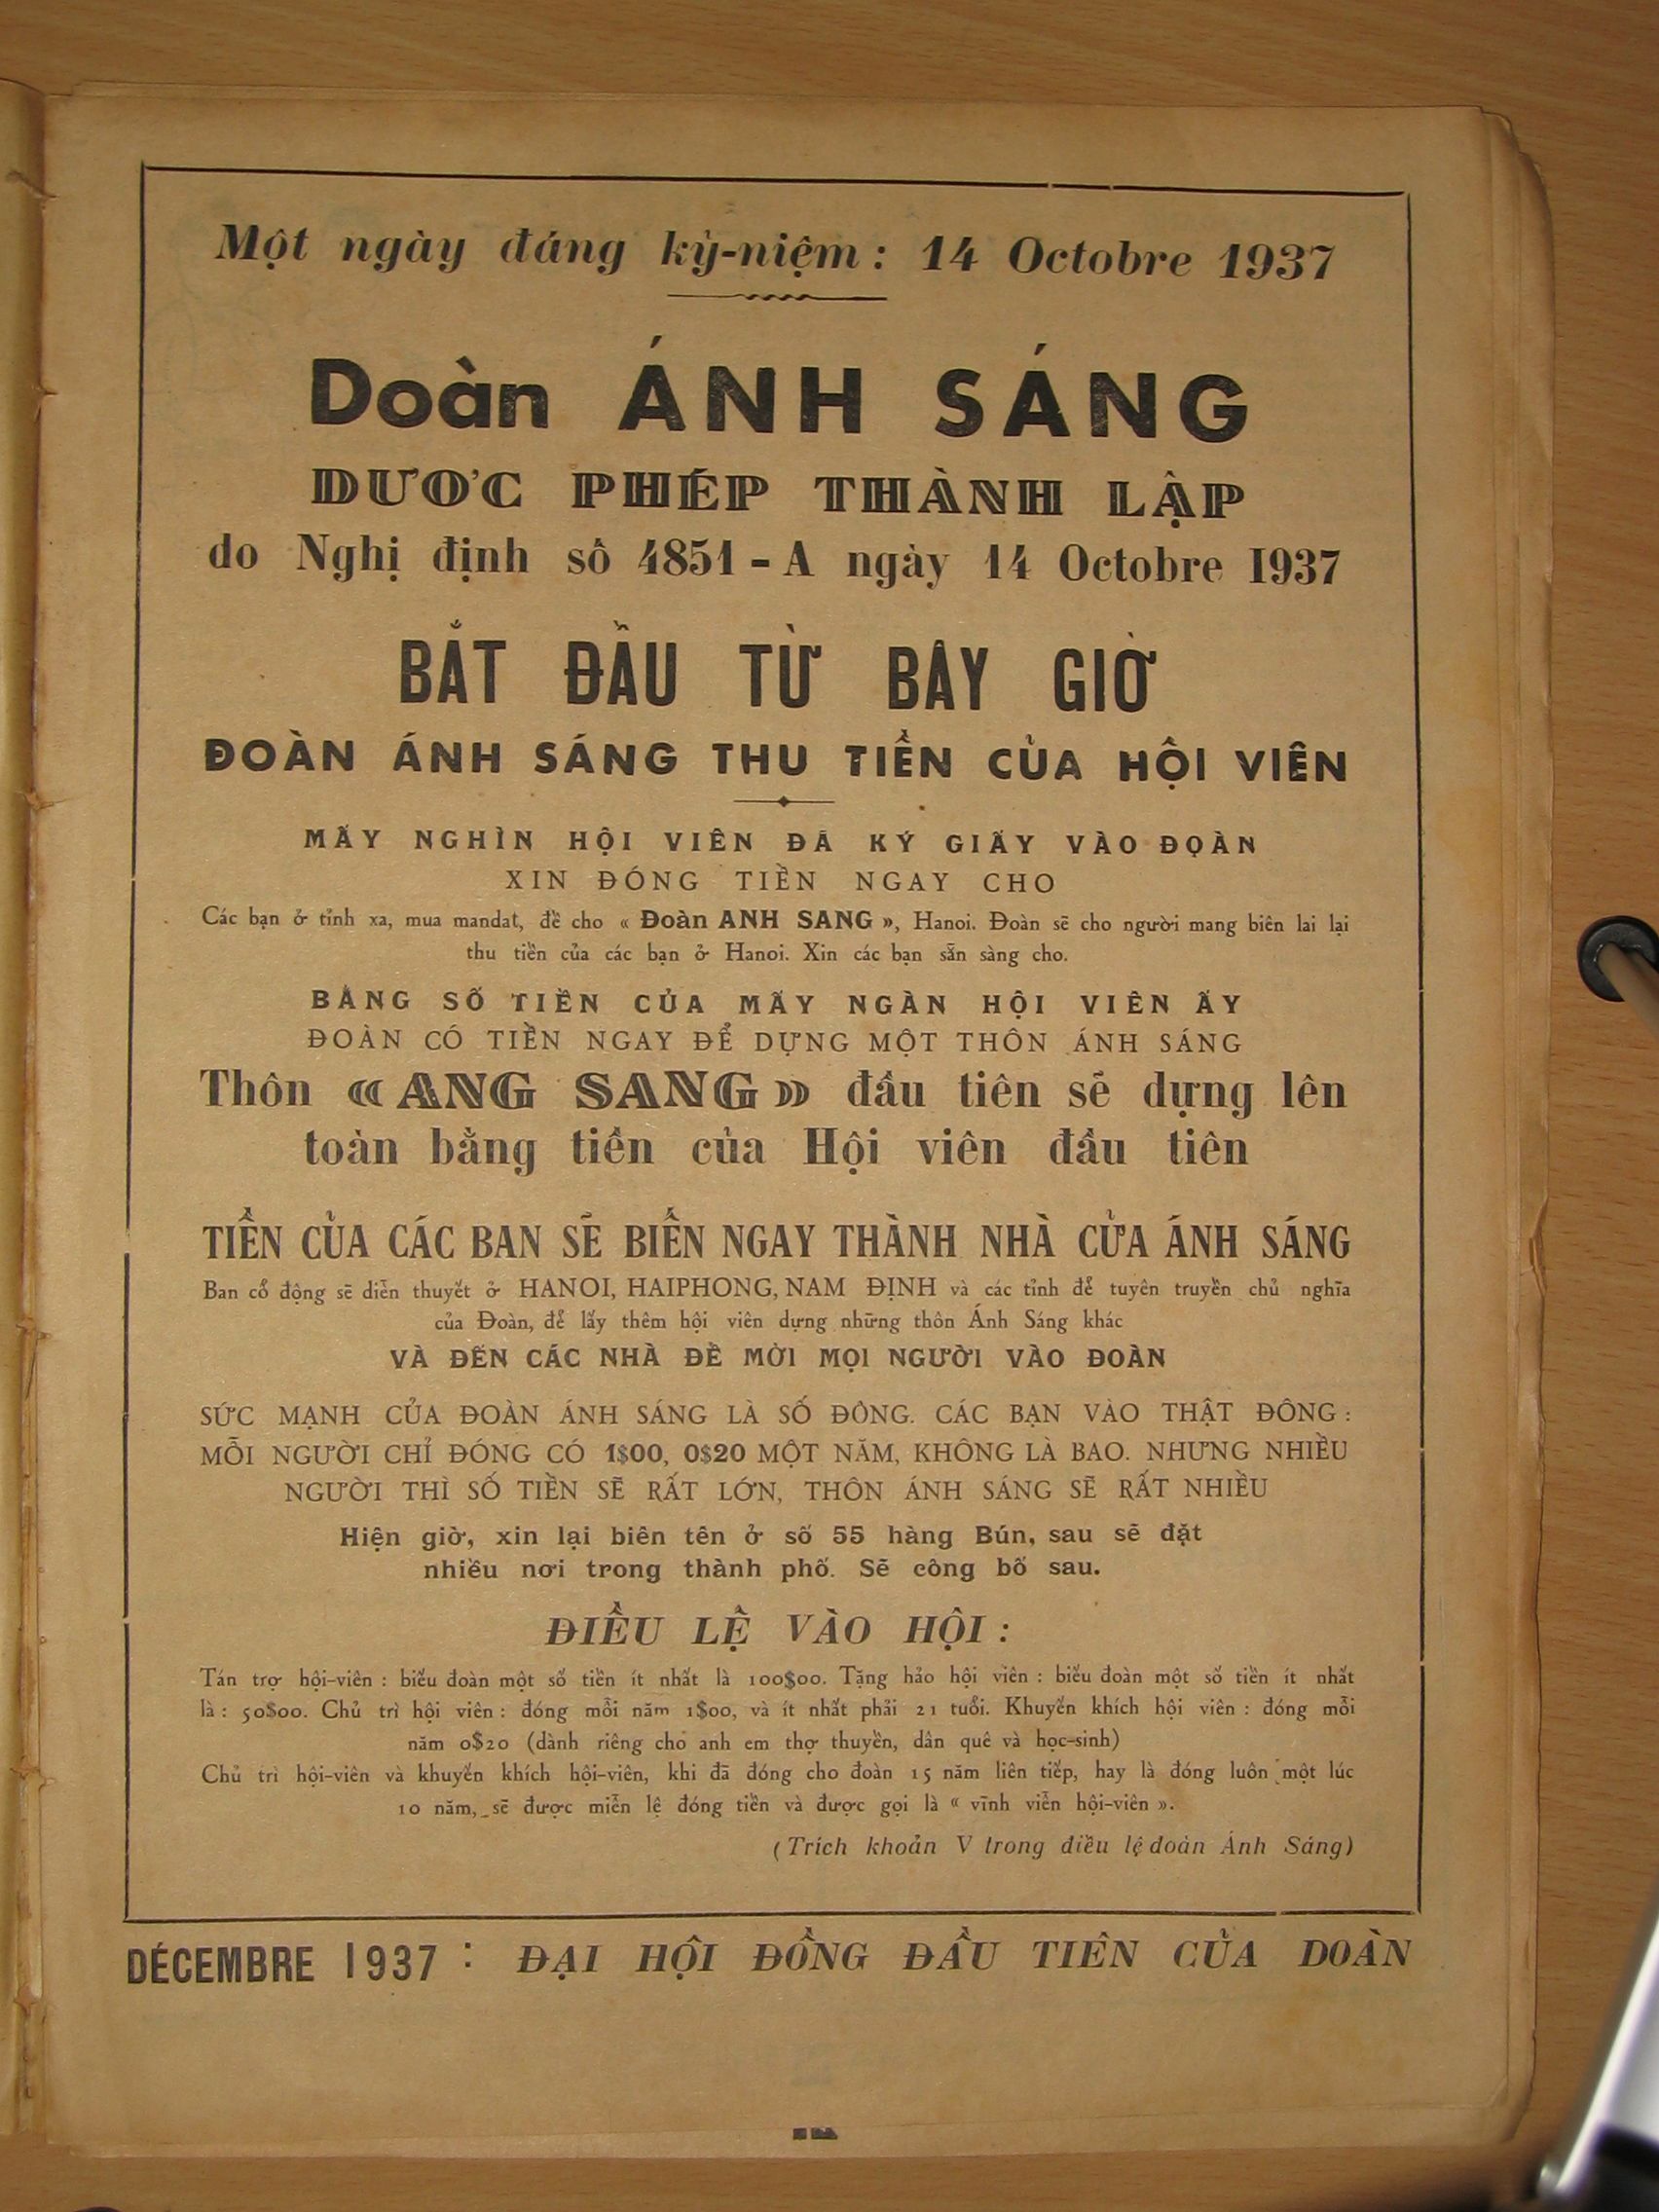 Một ngày đáng kỷ-niệm : 14 Octobre 1937
Doàn ÁNH SÁNG
DƯƠC PHÉP THÀNH LẬP
do Nghị định sô 4851 - A ngày 14 Octobre 1937
BẮT ĐẦU TỪ BÂY GIỜ
ĐOÀN ÁNH SÁNG THU TIỀN CỦA HỘI VIÊN
MẤY NGHÌN HỘI VIÊN ĐÃ KÝ GIẤY VÀO ĐOÀN
XIN ĐÓNG TIỀN NGAY CHO
Các bạn ở tỉnh xa, mua mandat, đề cho « Đoàn ANH SANG », Hanoi. Đoàn sẽ cho người mang biên lai lại
thu tiền của các bạn ở Hanoi. Xin các bạn sẵn sàng cho.
BẰNG SỐ TIỀN CỦA MẤY NGÀN HỘI VIÊN ẤY
ĐOÀN CÓ TIỀN NGAY ĐỂ DỰNG MỘT THÔN ÁNH SÁNG
Thôn « ANG SANG » đầu tiên sẽ dựng lên
toàn bằng tiền của Hội viên đầu tiên
TIỀN CỦA CÁC BAN SẼ BIẾN NGAY THÀNH NHÀ CỬA ÁNH SÁNG
Ban cổ động sẽ diễn thuyết ở HANOI, HAIPHONG, NAM ĐỊNH và các tỉnh để tuyên truyền chủ nghĩa
của Đoàn, để lấy thêm hội viên dựng những thôn Ánh Sáng khác
VÀ ĐẾN CÁC NHÀ ĐỀ MỜI MỌI NGƯỜI VÀO ĐOÀN
SỨC MẠNH CỦA ĐOÀN ÁNH SÁNG LÀ SỐ ĐÔNG. CÁC BẠN VÀO THẬT ĐÔNG :
MỖI NGƯỜI CHỈ ĐÓNG CÓ 1$00, 0$20 MỘT NĂM, KHÔNG LÀ BAO. NHƯNG NHIỀU
NGƯỜI THÌ SỐ TIỀN SẼ RẤT LỚN, THÔN ÁNH SÁNG SẼ RẤT NHIỀU
Hiện giờ, xin lại biên tên ở số 55 hàng Bún, sau sẽ đặt
nhiều nơi trong thành phố. Sẽ công bố sau.
ĐIỀU LỆ VÀO HỘI :
Tán trợ hội-viên : biếu đoàn một số tiền ít nhất là 100$00. Tặng hảo hội viên : biếu đoàn một số tiền ít nhất
là : 50$00. Chủ trì hội viên : đóng mỗi năm 1$00, và ít nhất phải 21 tuổi. Khuyến khích hội viên : đóng mỗi
năm 0$20 (dành riêng cho anh em thợ thuyền, dân quê và học-sinh)
Chủ trì hội-viên và khuyến khích hội-viên, khi đã đóng cho đoàn 15 năm liên tiếp, hay là đóng luôn một lúc
10 năm, sẽ được miễn lệ đóng tiền và được gọi là « vĩnh viễn hội-viên ».
(Trích khoản V trong điều lệ đoàn Ánh Sáng)
DÉCEMBRE 1937 : ĐẠI HỘI ĐỒNG ĐẦU TIÊN CỦA DOÀN